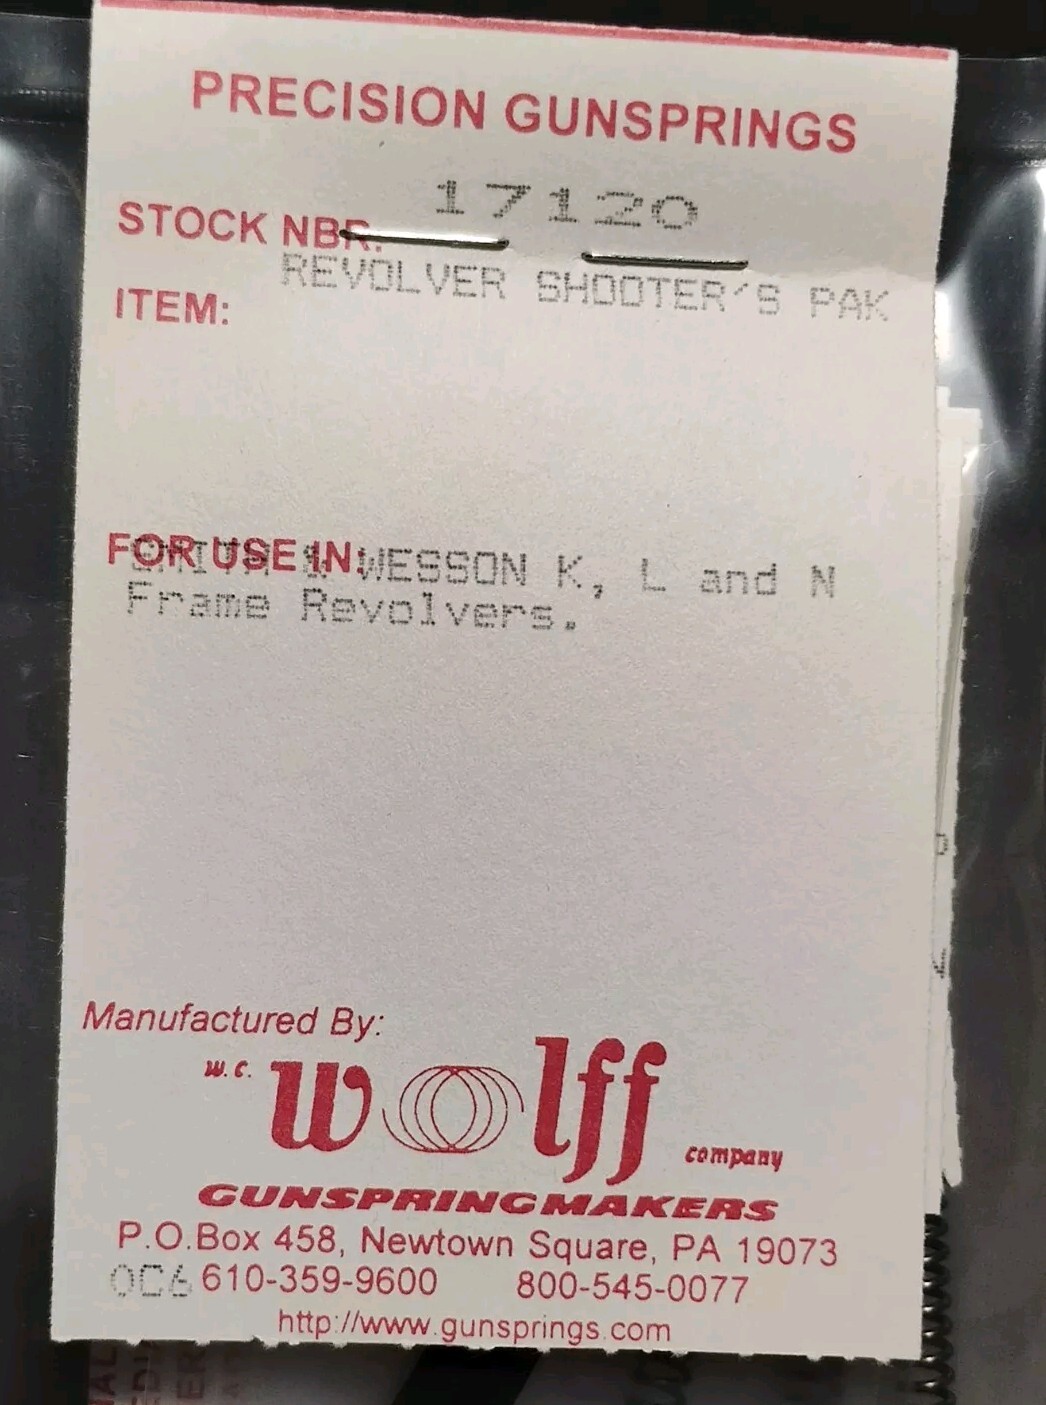 PRECISION GUNSPRINGS
17120
STOCK NBR:
REVOLVER SHOOTER'S PAK
ITEM:
FOR USE IN:
SMITH & WESSON K, L and N
Frame Revolvers.
Manufactured By:
w.c. wolff company
GUNSPRINGMAKERS
P.O.Box 458, Newtown Square, PA 19073
0C6 610-359-9600 800-545-0077
http://www.gunsprings.com